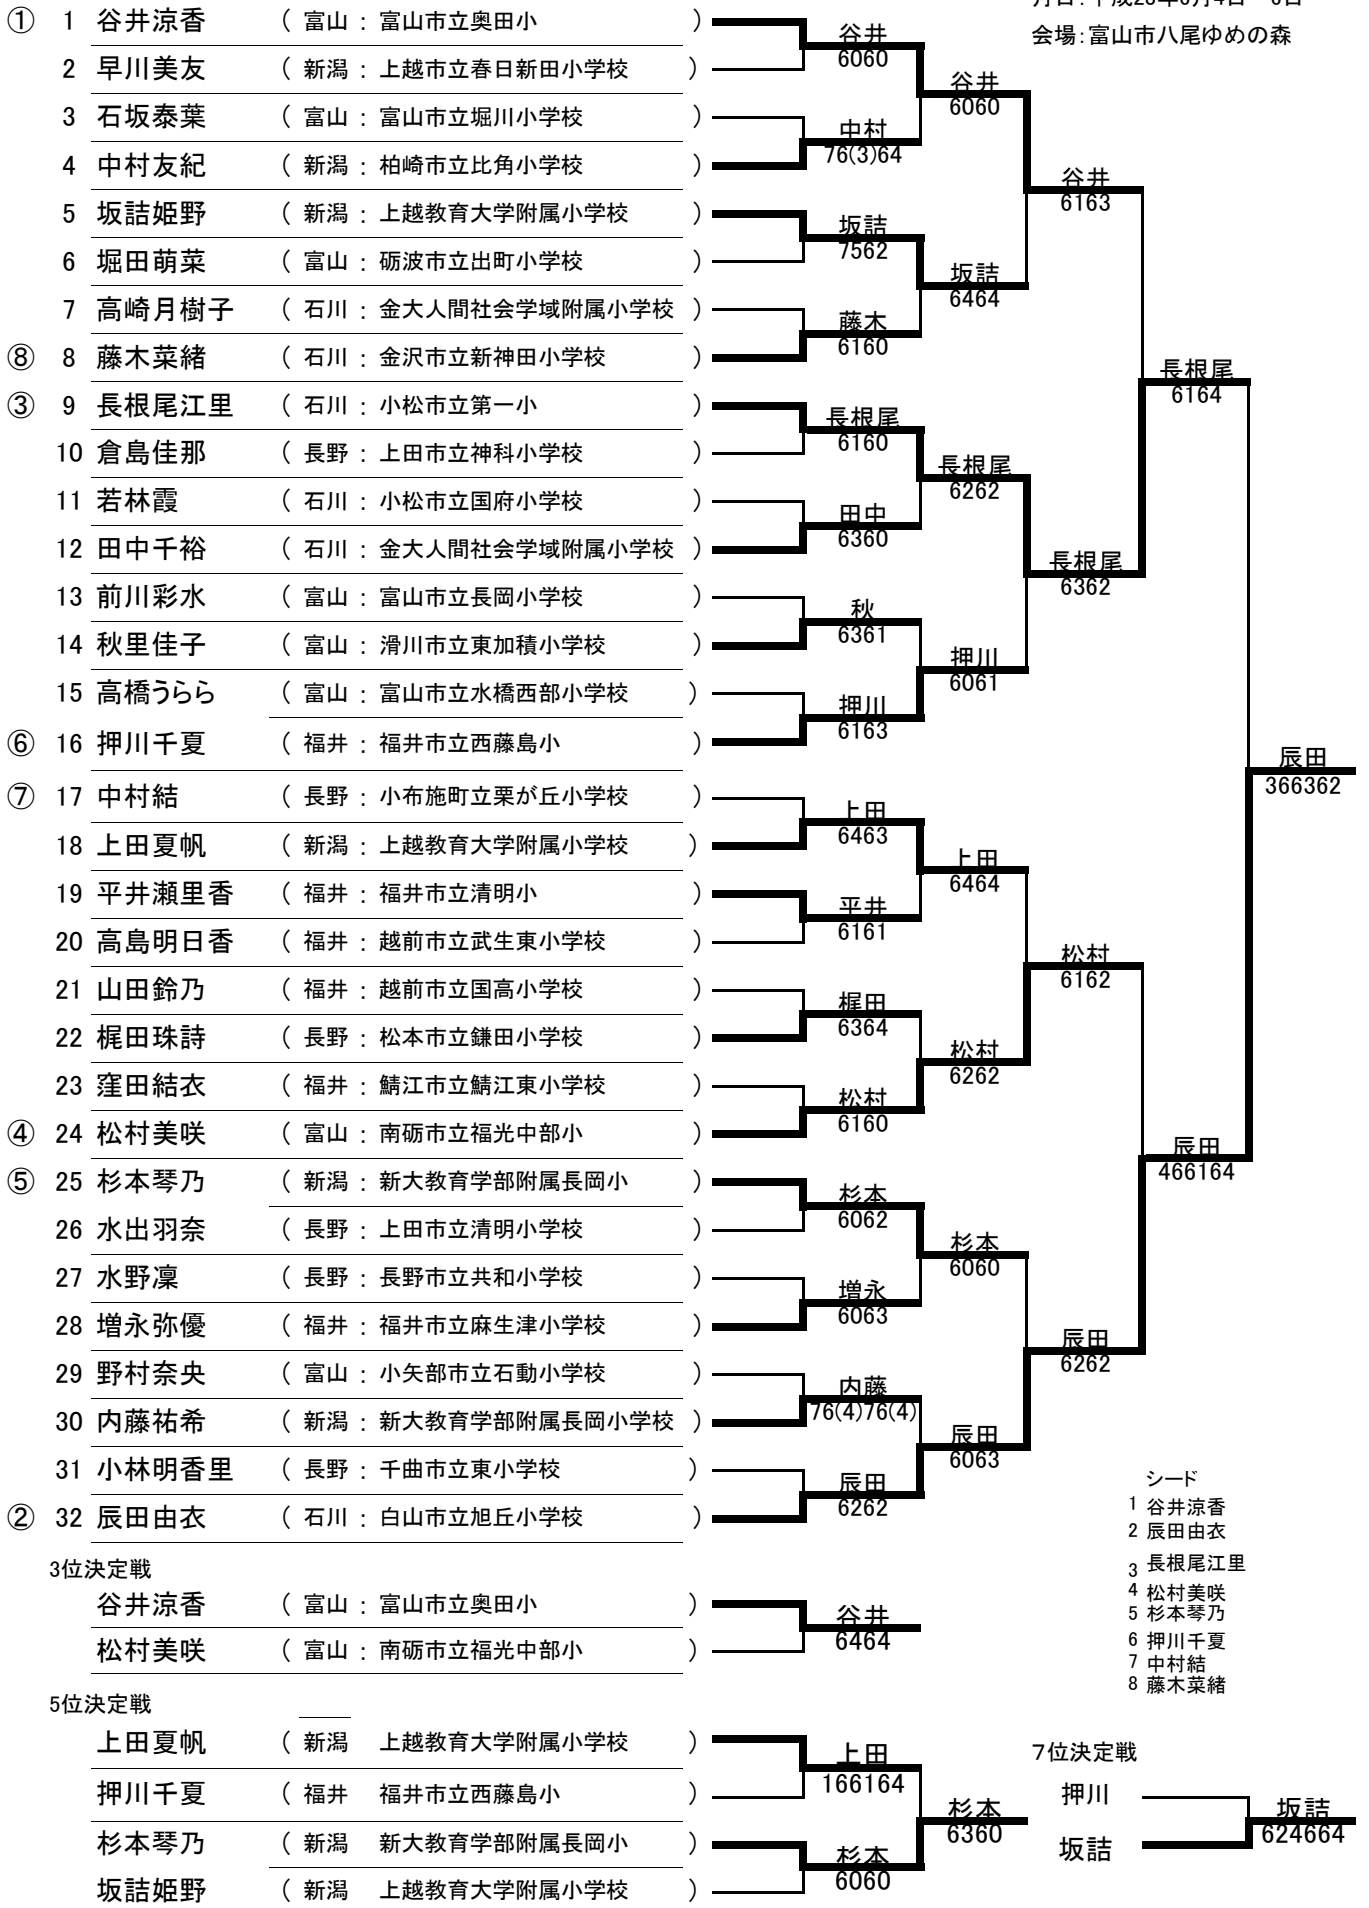 月日：平成23年6月4日～5日
会場：富山市八尾ゆめの森
① 1 谷井涼香 （ 富山 ： 富山市立奥田小 ）
2 早川美友 （ 新潟 ： 上越市立春日新田小学校 ）
3 石坂泰葉 （ 富山 ： 富山市立堀川小学校 ）
4 中村友紀 （ 新潟 ： 柏崎市立比角小学校 ）
5 坂詰姫野 （ 新潟 ： 上越教育大学附属小学校 ）
6 堀田萌菜 （ 富山 ： 砺波市立出町小学校 ）
7 高崎月樹子 （ 石川 ： 金大人間社会学域附属小学校 ）
⑧ 8 藤木菜緒 （ 石川 ： 金沢市立新神田小学校 ）
③ 9 長根尾江里 （ 石川 ： 小松市立第一小 ）
10 倉島佳那 （ 長野 ： 上田市立神科小学校 ）
11 若林霞 （ 石川 ： 小松市立国府小学校 ）
12 田中千裕 （ 石川 ： 金大人間社会学域附属小学校 ）
13 前川彩水 （ 富山 ： 富山市立長岡小学校 ）
14 秋里佳子 （ 富山 ： 滑川市立東加積小学校 ）
15 高橋うらら （ 富山 ： 富山市立水橋西部小学校 ）
⑥ 16 押川千夏 （ 福井 ： 福井市立西藤島小 ）
⑦ 17 中村結 （ 長野 ： 小布施町立栗が丘小学校 ）
18 上田夏帆 （ 新潟 ： 上越教育大学附属小学校 ）
19 平井瀬里香 （ 福井 ： 福井市立清明小 ）
20 高島明日香 （ 福井 ： 越前市立武生東小学校 ）
21 山田鈴乃 （ 福井 ： 越前市立国高小学校 ）
22 梶田珠詩 （ 長野 ： 松本市立鎌田小学校 ）
23 窪田結衣 （ 福井 ： 鯖江市立鯖江東小学校 ）
④ 24 松村美咲 （ 富山 ： 南砺市立福光中部小 ）
⑤ 25 杉本琴乃 （ 新潟 ： 新大教育学部附属長岡小 ）
26 水出羽奈 （ 長野 ： 上田市立清明小学校 ）
27 水野凜 （ 長野 ： 長野市立共和小学校 ）
28 増永弥優 （ 福井 ： 福井市立麻生津小学校 ）
29 野村奈央 （ 富山 ： 小矢部市立石動小学校 ）
30 内藤祐希 （ 新潟 ： 新大教育学部附属長岡小学校 ）
31 小林明香里 （ 長野 ： 千曲市立東小学校 ）
② 32 辰田由衣 （ 石川 ： 白山市立旭丘小学校 ）
谷井
6060
中村
76(3)64
坂詰
7562
藤木
6160
長根尾
6160
田中
6360
秋
6361
押川
6163
上田
6463
平井
6161
梶田
6364
松村
6160
杉本
6062
増永
6063
内藤
76(4)76(4)
辰田
6262
谷井
6060
坂詰
6464
長根尾
6262
押川
6061
上田
6464
松村
6262
杉本
6060
辰田
6063
谷井
6163
長根尾
6362
松村
6162
辰田
6262
長根尾
6164
辰田
466164
辰田
366362
シード
1 谷井涼香
2 辰田由衣
3 長根尾江里
4 松村美咲
5 杉本琴乃
6 押川千夏
7 中村結
8 藤木菜緒
3位決定戦
谷井涼香 （ 富山 ： 富山市立奥田小 ）
松村美咲 （ 富山 ： 南砺市立福光中部小 ）
谷井
6464
5位決定戦
上田夏帆 （ 新潟 上越教育大学附属小学校 ）
押川千夏 （ 福井 福井市立西藤島小 ）
杉本琴乃 （ 新潟 新大教育学部附属長岡小 ）
坂詰姫野 （ 新潟 上越教育大学附属小学校 ）
上田
166164
杉本
6060
杉本
6360
7位決定戦
押川
坂詰
坂詰
624664